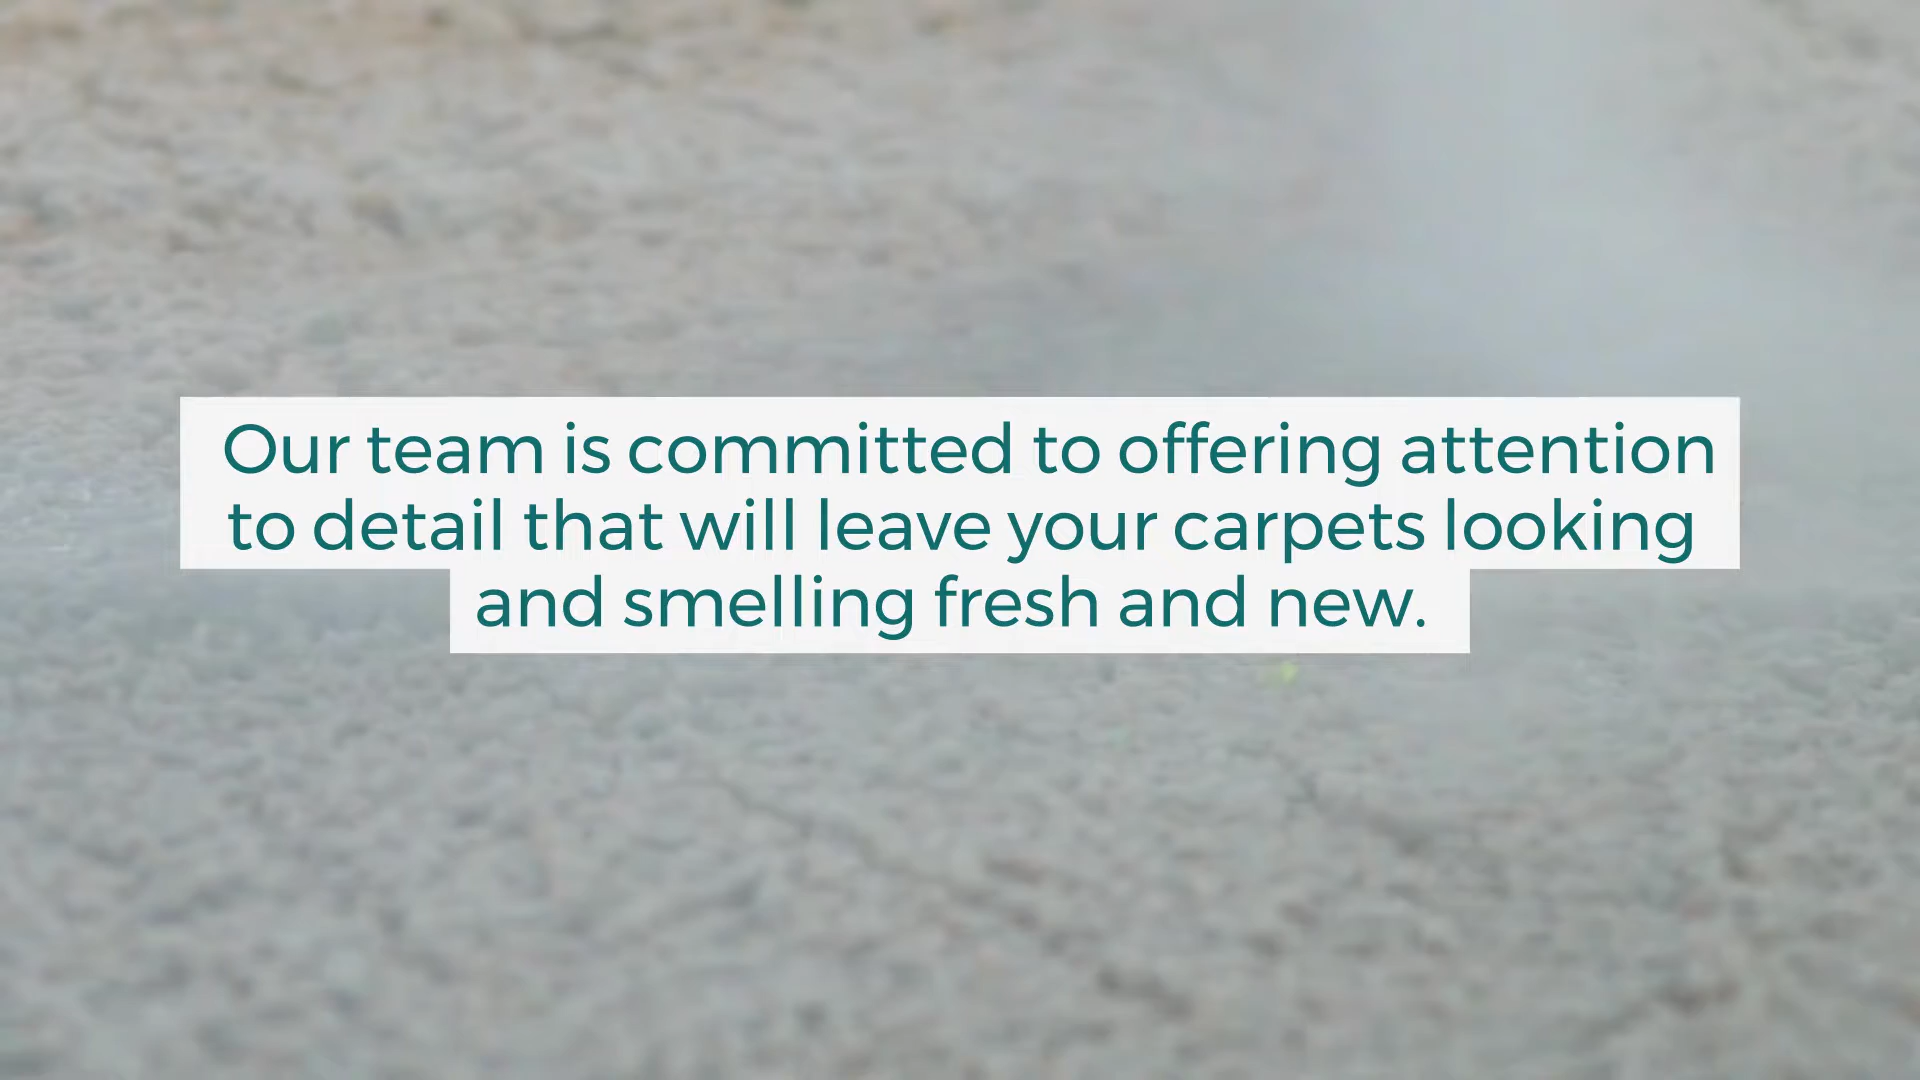 Our team is committed to offering attention
to detail that will leave your carpets looking
and smelling fresh and new.